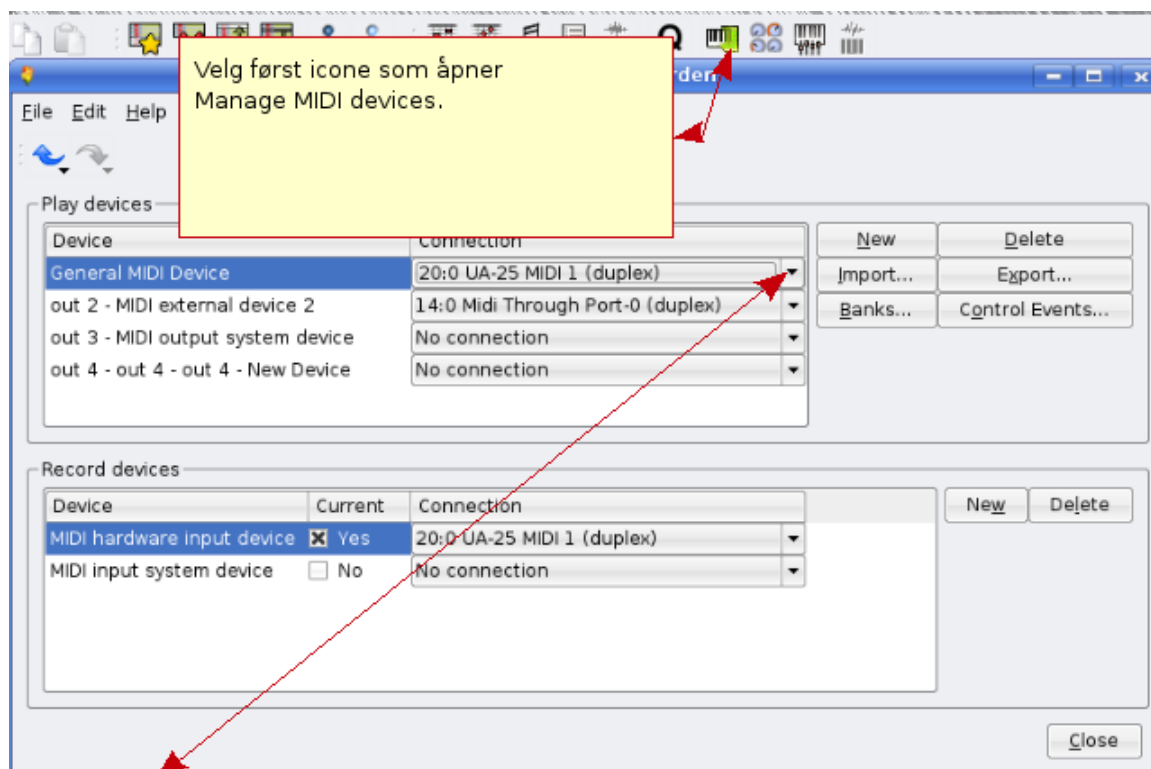 Velg først icone som åpner
Manage MIDI devices.
rden
File Edit Help
Play devices
Device Connection
General MIDI Device 20:0 UA-25 MIDI 1 (duplex)
out 2 - MIDI external device 2 14:0 Midi Through Port-0 (duplex)
out 3 - MIDI output system device No connection
out 4 - out 4 - out 4 - New Device No connection
New Delete
Import... Export...
Banks... Control Events...
Record devices
Device Current Connection
MIDI hardware input device Yes 20:0 UA-25 MIDI 1 (duplex)
MIDI input system device No No connection
New Delete
Close